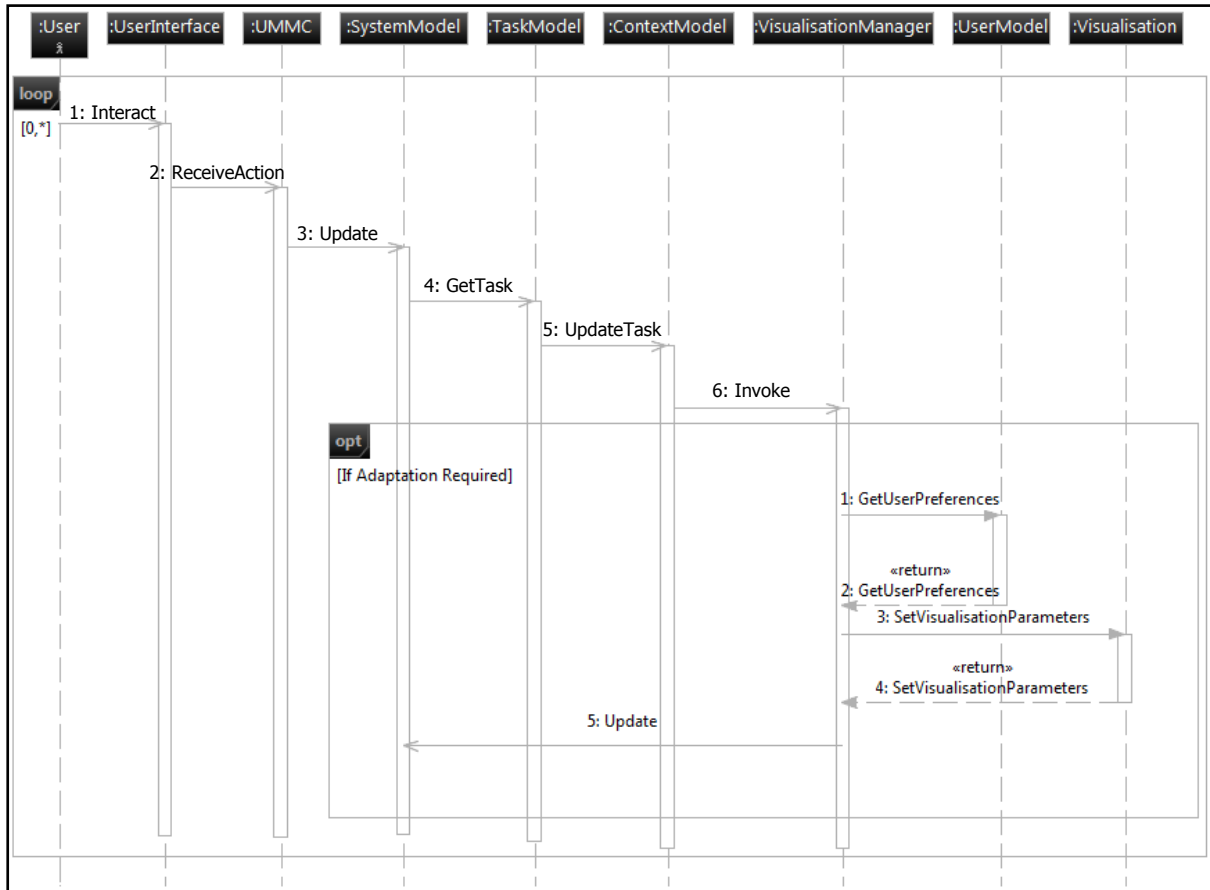 :User :UserInterface :UMMC :SystemModel :TaskModel :ContextModel :VisualisationManager :UserModel :Visualisation
loop
[0,*]
1: Interact
2: ReceiveAction
3: Update
4: GetTask
5: UpdateTask
6: Invoke
opt
[If Adaptation Required]
1: GetUserPreferences
«return»
2: GetUserPreferences
3: SetVisualisationParameters
«return»
4: SetVisualisationParameters
5: Update